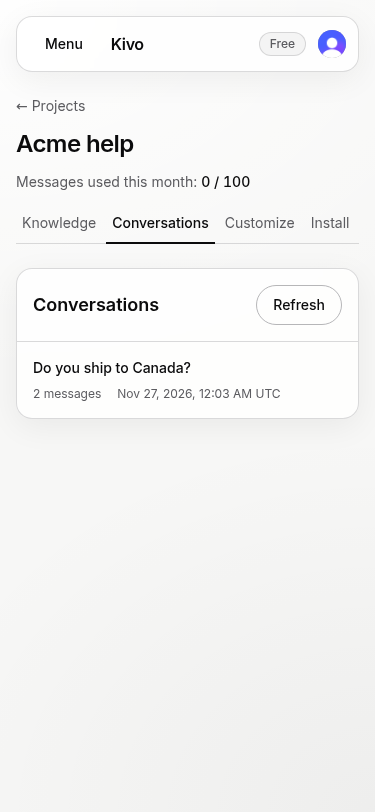 Menu Kivo Free
← Projects
Acme help
Messages used this month: 0 / 100
Knowledge Conversations Customize Install
Conversations Refresh
Do you ship to Canada?
2 messages Nov 27, 2026, 12:03 AM UTC